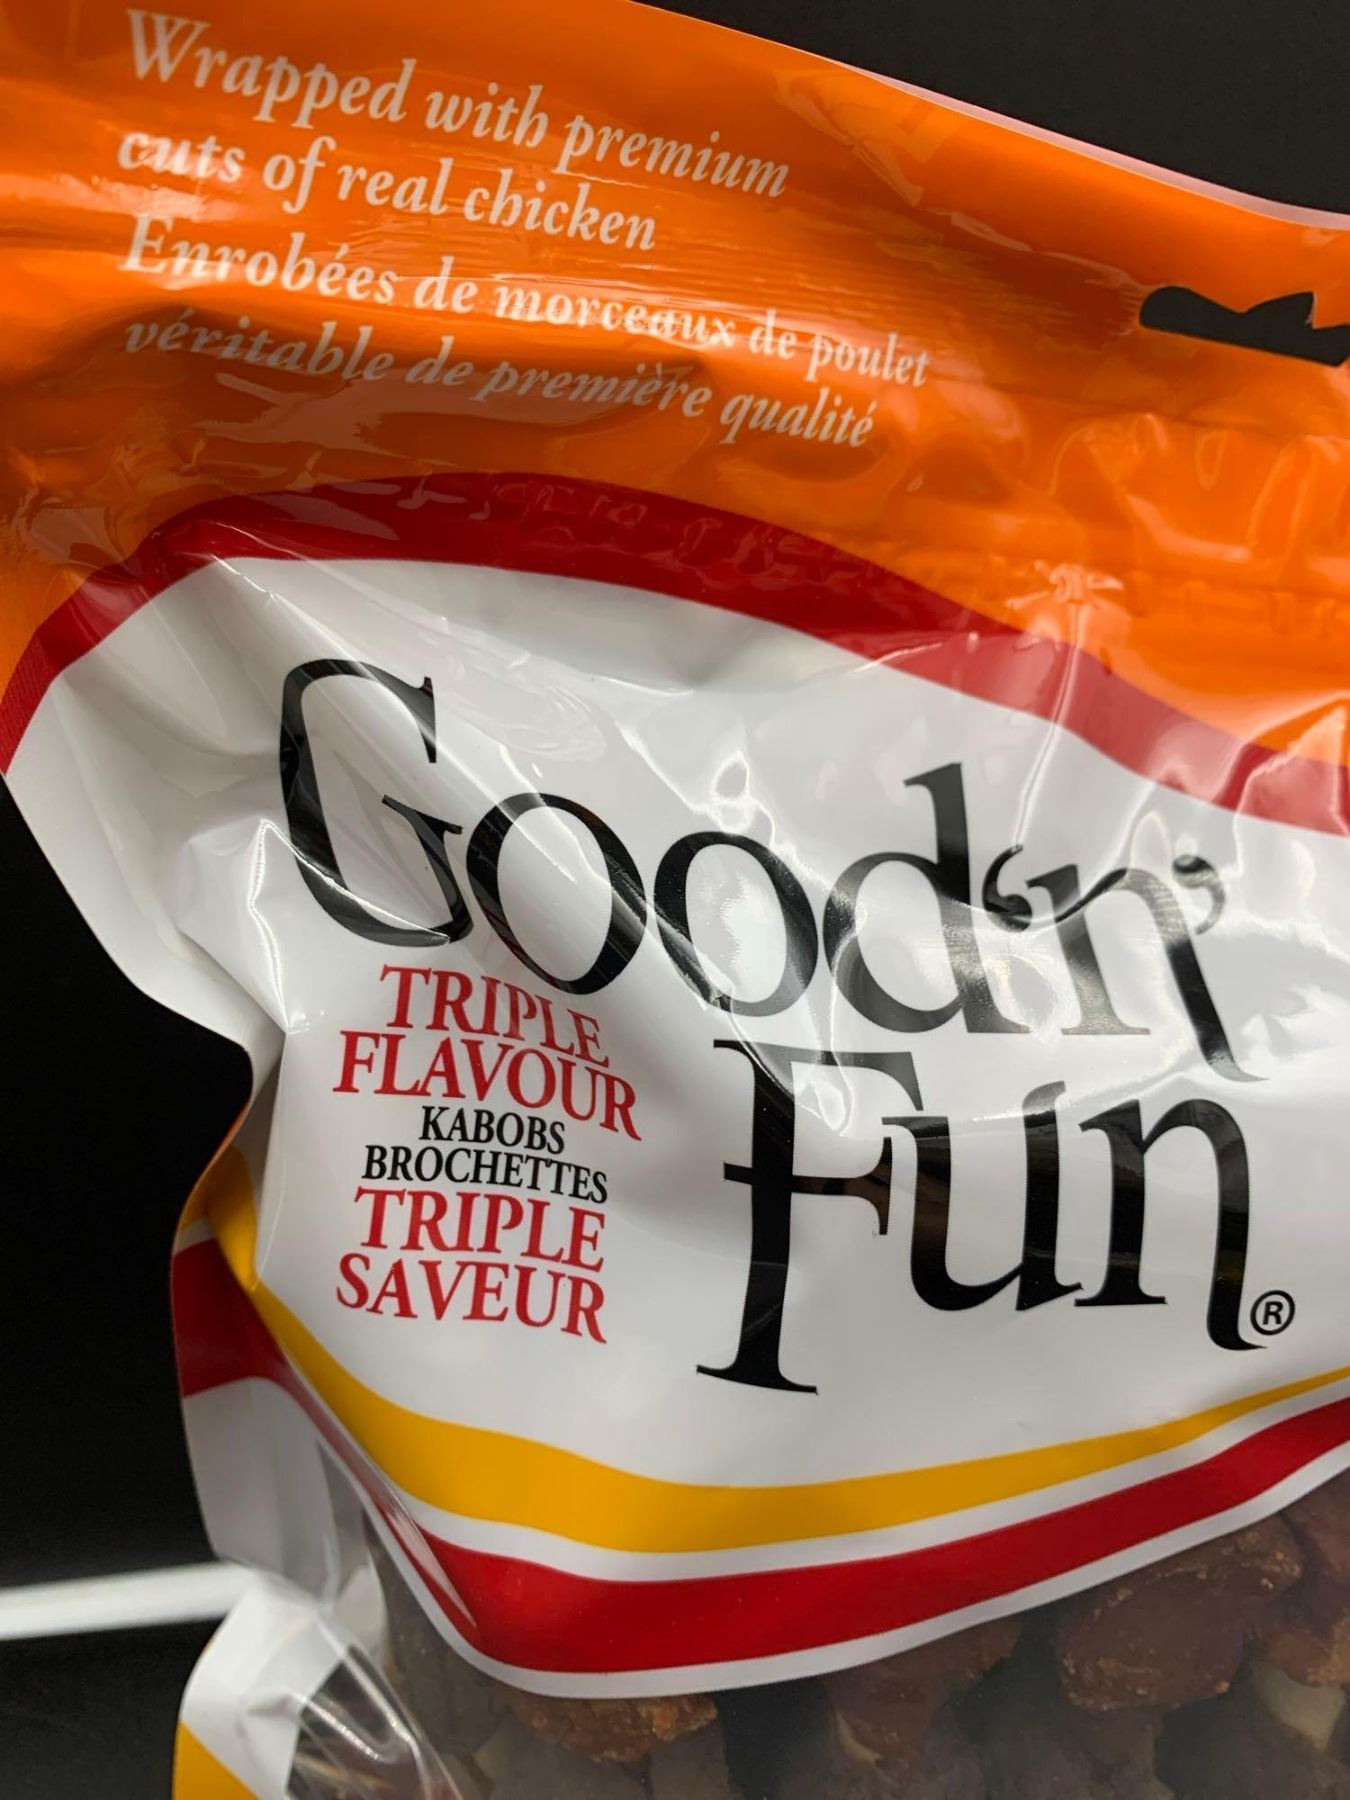 Wrapped with premium
cuts of real chicken
Enrobées de morceaux de poulet
véritable de première qualité
Good'n'
Fun®
TRIPLE
FLAVOUR
KABOBS
BROCHETTES
TRIPLE
SAVEUR